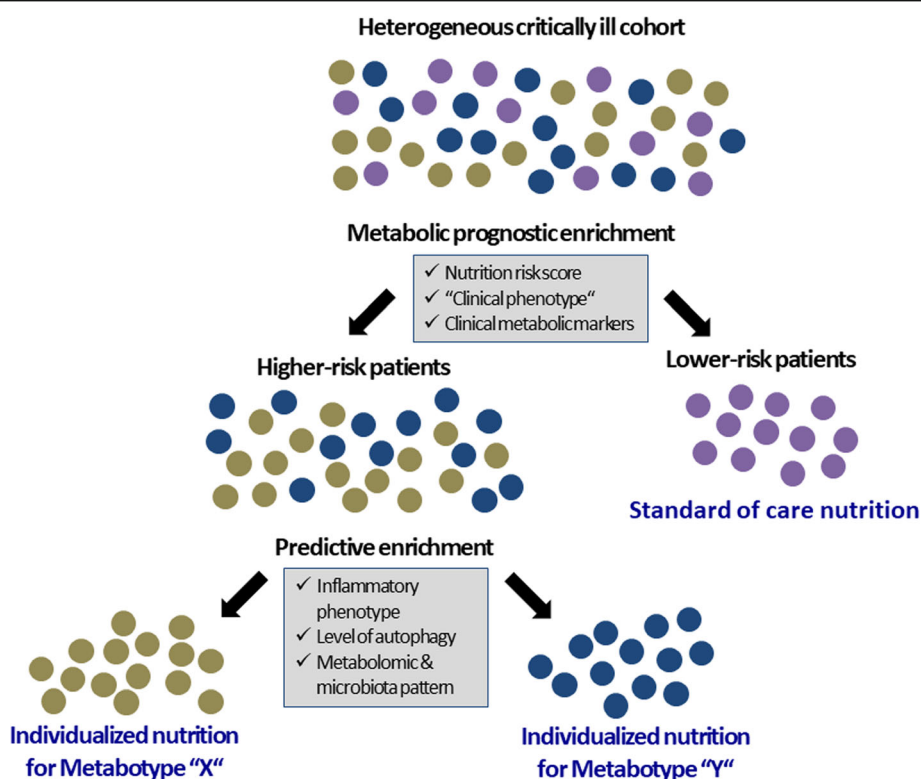 Heterogeneous critically ill cohort
Metabolic prognostic enrichment
✓ Nutrition risk score
✓ “Clinical phenotype“
✓ Clinical metabolic markers
Higher-risk patients
Lower-risk patients
Standard of care nutrition
Predictive enrichment
✓ Inflammatory
phenotype
✓ Level of autophagy
✓ Metabolomic &
microbiota pattern
Individualized nutrition
for Metabotype “X“
Individualized nutrition
for Metabotype “Y“